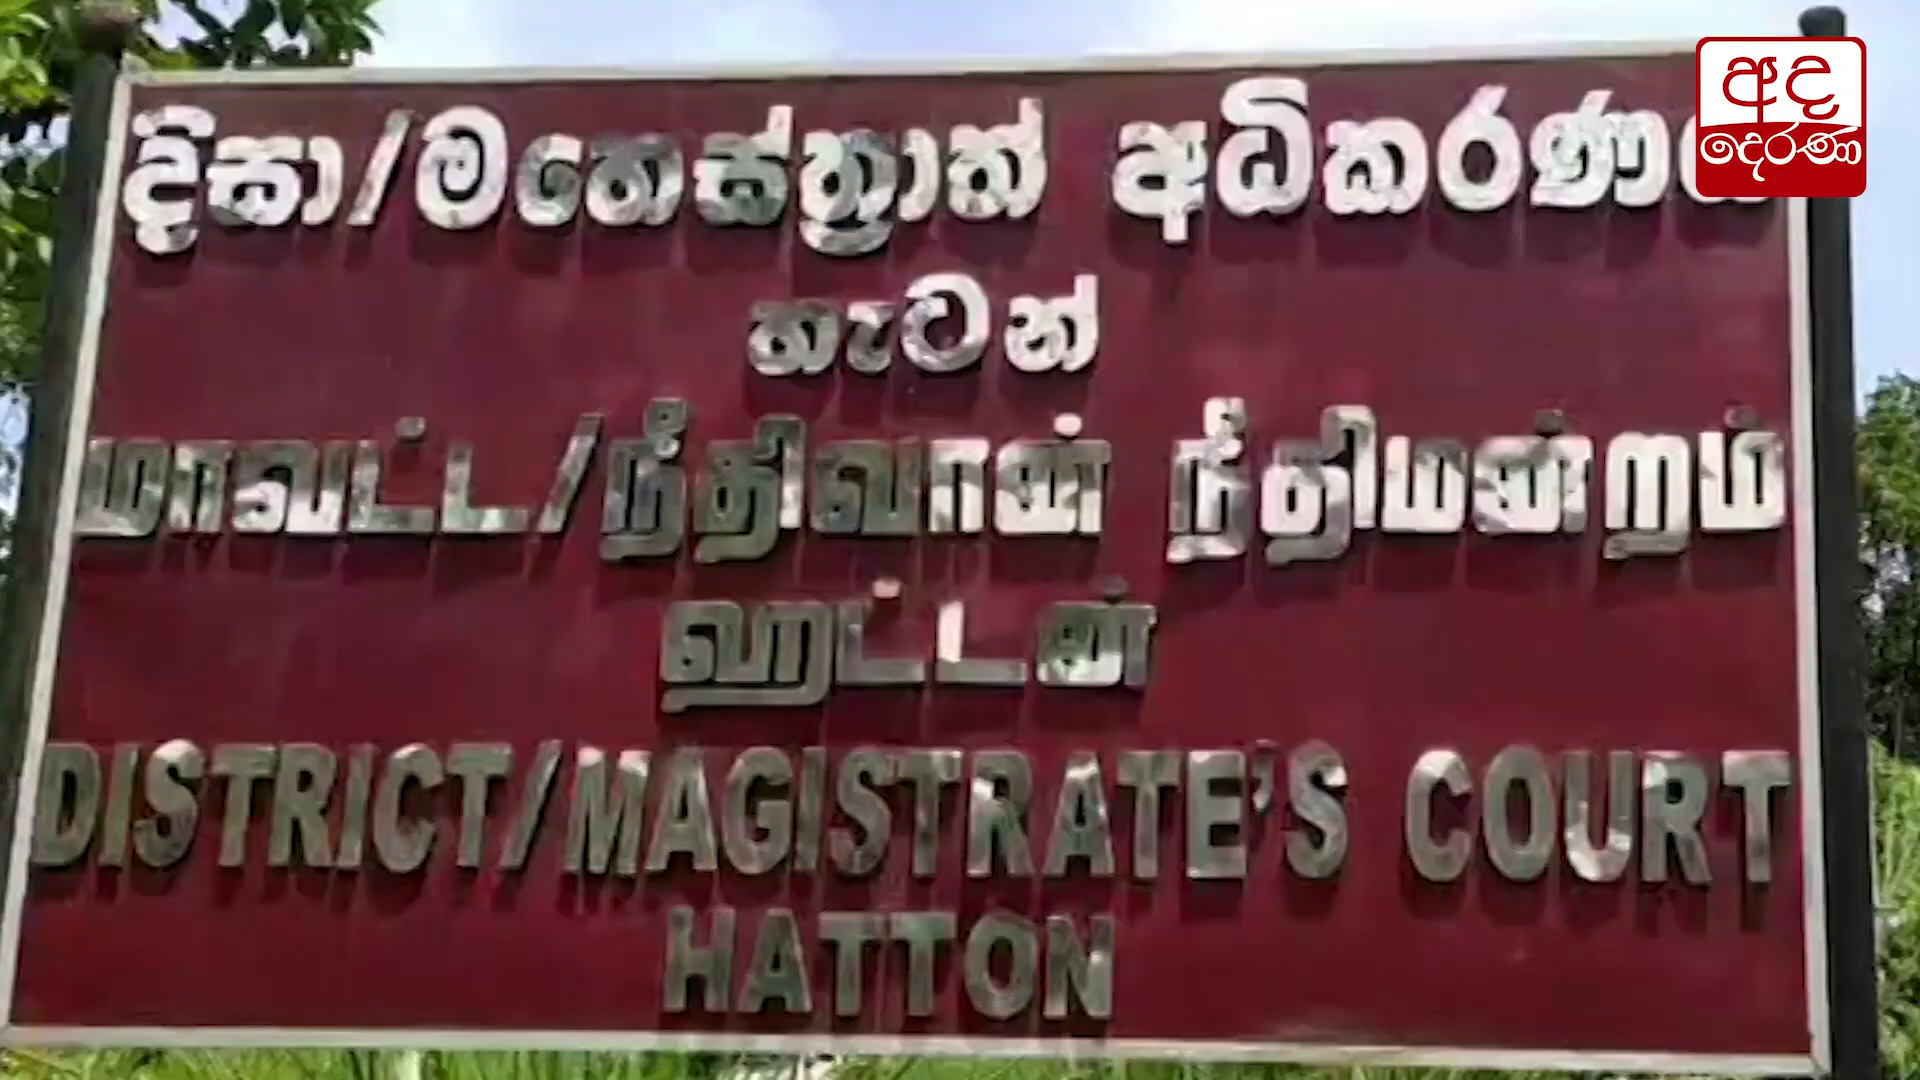 දිසා/මහෙස්ත්‍රාත් අධිකරණය
හැටන්
மாவட்ட/நீதிவான் நீதிமன்றம்
ஹட்டன்
DISTRICT/MAGISTRATE'S COURT
HATTON
අද
දෙරණ